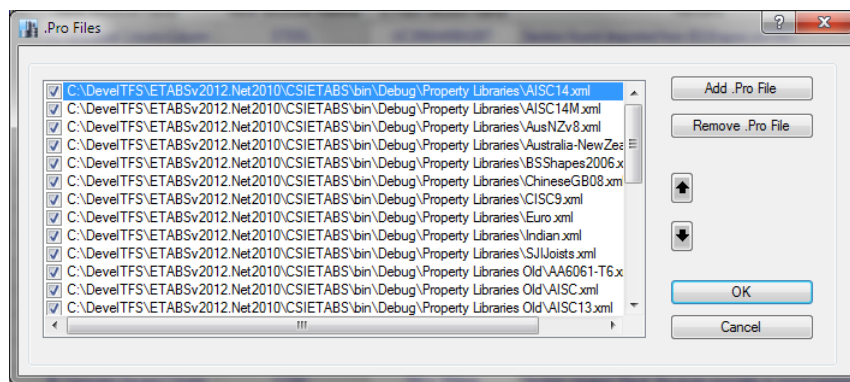 .Pro Files
C:\DevelTFS\ETABSv2012.Net2010\CSIETABS\bin\Debug\Property Libraries\AISC14.xml
C:\DevelTFS\ETABSv2012.Net2010\CSIETABS\bin\Debug\Property Libraries\AISC14M.xml
C:\DevelTFS\ETABSv2012.Net2010\CSIETABS\bin\Debug\Property Libraries\AusNZv8.xml
C:\DevelTFS\ETABSv2012.Net2010\CSIETABS\bin\Debug\Property Libraries\Australia-NewZea
C:\DevelTFS\ETABSv2012.Net2010\CSIETABS\bin\Debug\Property Libraries\BSShapes2006.x
C:\DevelTFS\ETABSv2012.Net2010\CSIETABS\bin\Debug\Property Libraries\ChineseGB08.xml
C:\DevelTFS\ETABSv2012.Net2010\CSIETABS\bin\Debug\Property Libraries\CISC9.xml
C:\DevelTFS\ETABSv2012.Net2010\CSIETABS\bin\Debug\Property Libraries\Euro.xml
C:\DevelTFS\ETABSv2012.Net2010\CSIETABS\bin\Debug\Property Libraries\Indian.xml
C:\DevelTFS\ETABSv2012.Net2010\CSIETABS\bin\Debug\Property Libraries\SJIJoists.xml
C:\DevelTFS\ETABSv2012.Net2010\CSIETABS\bin\Debug\Property Libraries Old\AA6061-T6.x
C:\DevelTFS\ETABSv2012.Net2010\CSIETABS\bin\Debug\Property Libraries Old\AISC.xml
C:\DevelTFS\ETABSv2012.Net2010\CSIETABS\bin\Debug\Property Libraries Old\AISC13.xml
Add .Pro File
Remove .Pro File
OK
Cancel